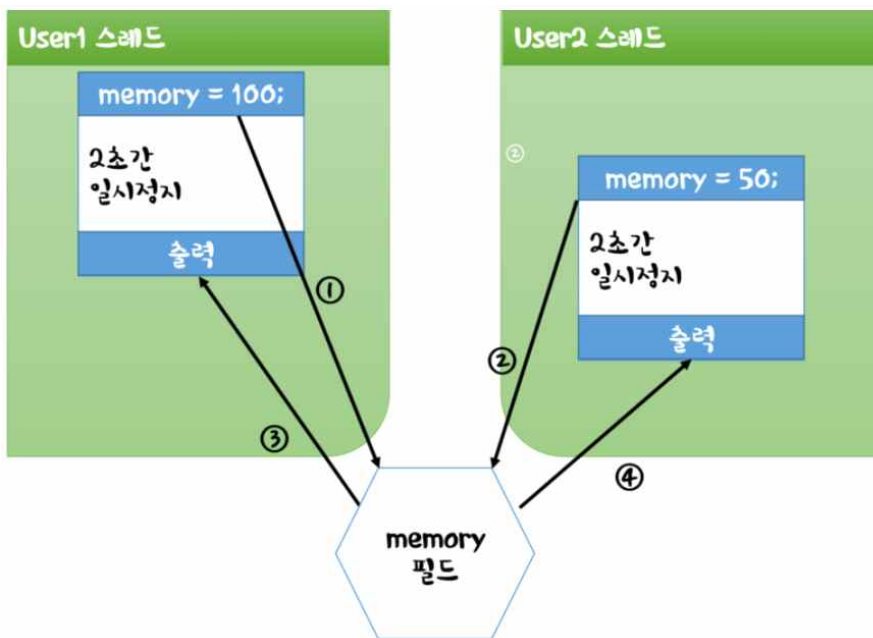 User1 스레드
memory = 100;
2초간
일시정지
출력
①
③
User2 스레드
②
memory = 50;
2초간
일시정지
출력
②
④
memory
필드